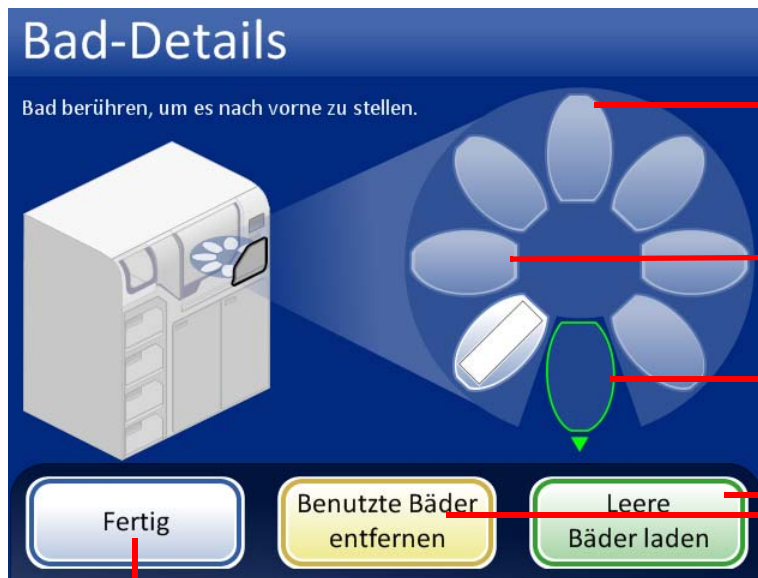 Bad-Details
Bad berühren, um es nach vorne zu stellen.
Fertig
Benutzte Bäder
entfernen
Leere
Bäder laden